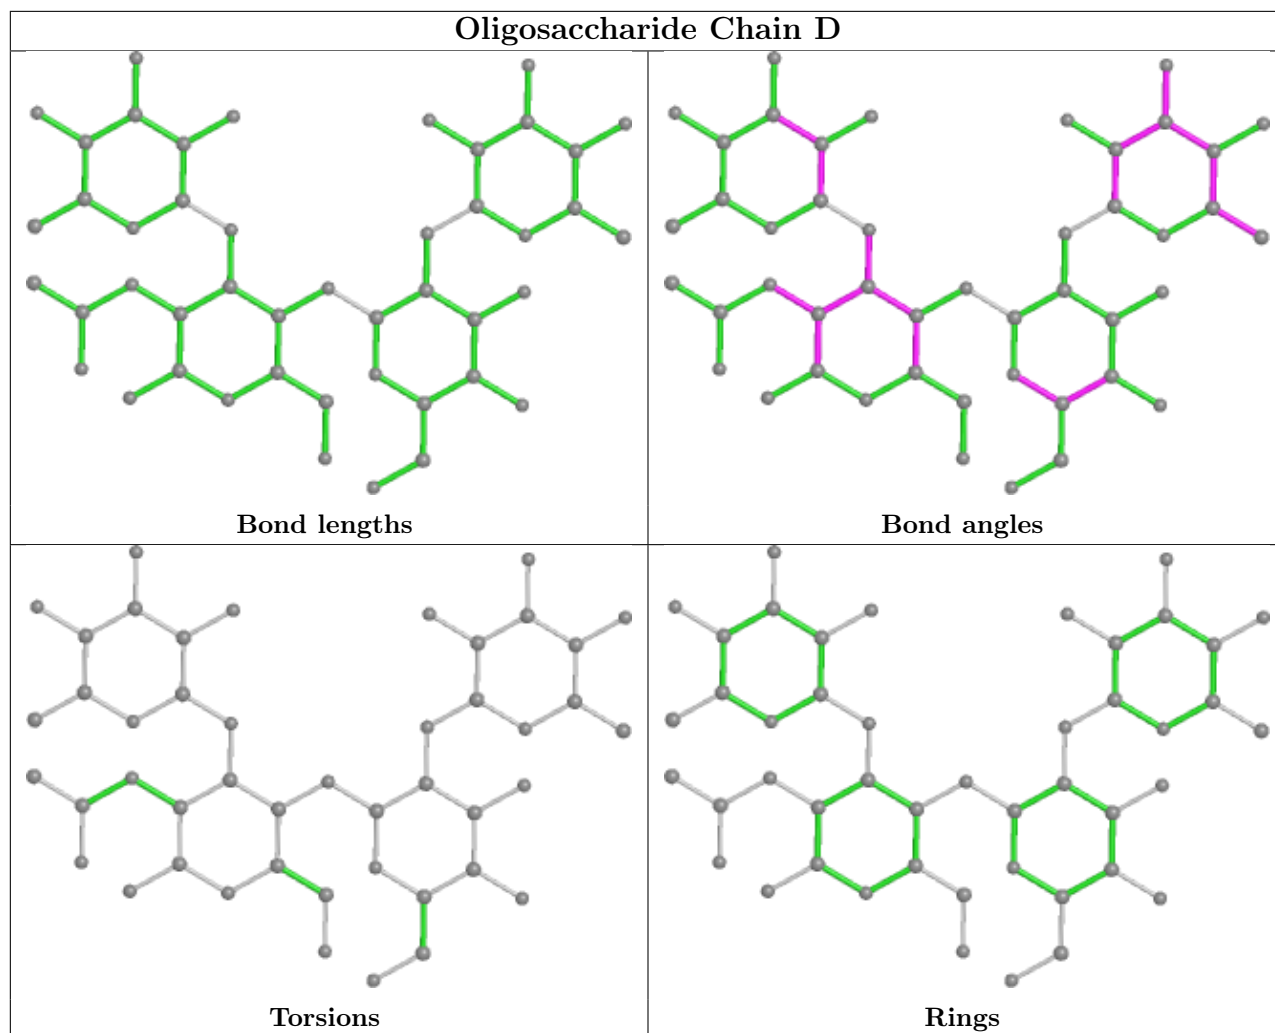 Oligosaccharide Chain D
Bond lengths
Bond angles
Torsions
Rings